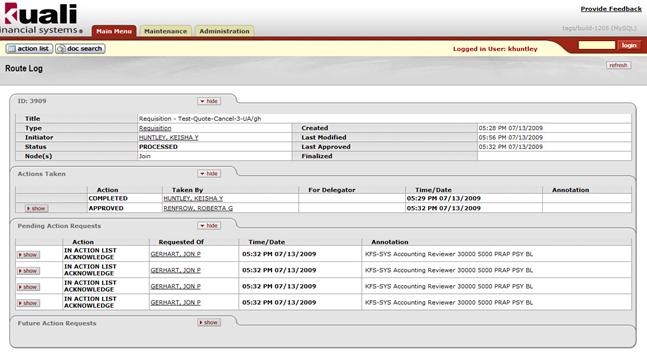 kuali
Provide Feedback
financial systems
tags/build-1205 (MySQL)
Main Menu Maintenance Administration
action list doc search
Logged in User: khuntley
login
Route Log
refresh
ID: 3909 hide
Title Requisition - Test-Quote-Cancel-3-UA/gh
Type Requisition Created 05:28 PM 07/13/2009
Initiator HUNTLEY, KEISHA Y Last Modified 05:56 PM 07/13/2009
Status PROCESSED Last Approved 05:32 PM 07/13/2009
Node(s) Join Finalized
Actions Taken hide
Action Taken By For Delegator Time/Date Annotation
COMPLETED HUNTLEY, KEISHA Y 05:29 PM 07/13/2009
show APPROVED RENFROW, ROBERTA G 05:32 PM 07/13/2009
Pending Action Requests hide
Action Requested Of Time/Date Annotation
show IN ACTION LIST ACKNOWLEDGE GERHART, JON P 05:32 PM 07/13/2009 KFS-SYS Accounting Reviewer 30000 5000 PRAP PSY BL
show IN ACTION LIST ACKNOWLEDGE GERHART, JON P 05:32 PM 07/13/2009 KFS-SYS Accounting Reviewer 30000 5000 PRAP PSY BL
show IN ACTION LIST ACKNOWLEDGE GERHART, JON P 05:32 PM 07/13/2009 KFS-SYS Accounting Reviewer 30000 5000 PRAP PSY BL
show IN ACTION LIST ACKNOWLEDGE GERHART, JON P 05:32 PM 07/13/2009 KFS-SYS Accounting Reviewer 30000 5000 PRAP PSY BL
Future Action Requests show